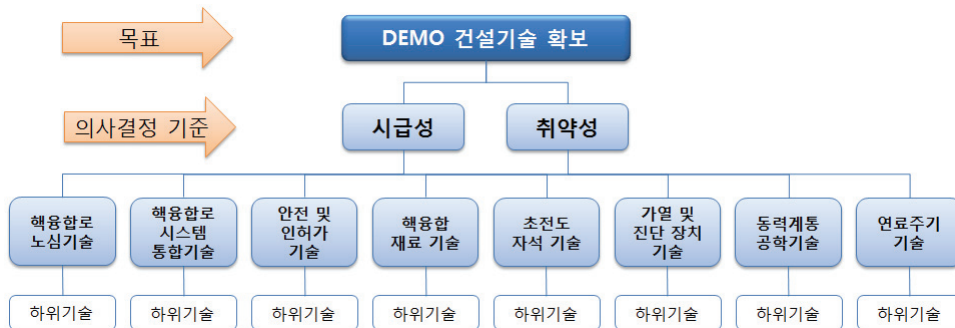 목표
DEMO 건설기술 확보
의사결정 기준
시급성
취약성
핵융합로
노심기술
핵융합로
시스템
통합기술
안전 및
인허가
기술
핵융합
재료 기술
초전도
자석 기술
가열 및
진단 장치
기술
동력계통
공학기술
연료주기
기술
하위기술
하위기술
하위기술
하위기술
하위기술
하위기술
하위기술
하위기술